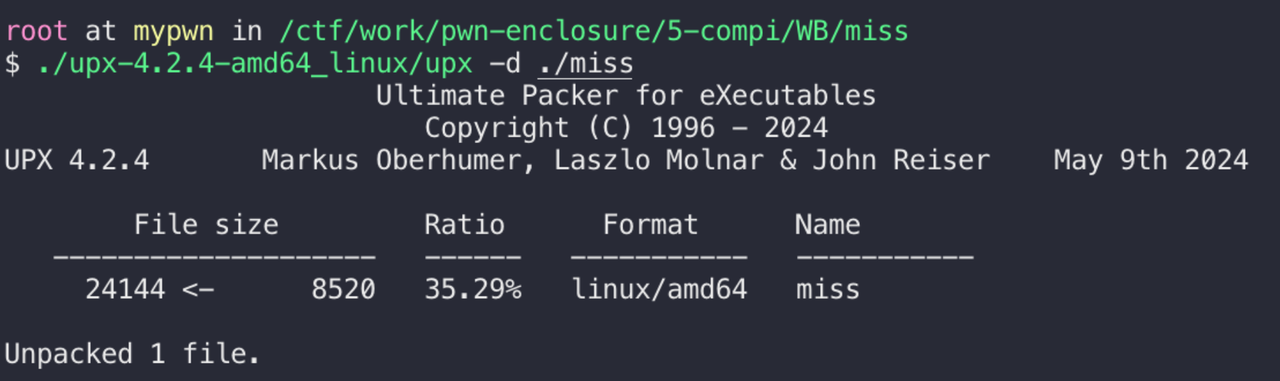 root at mypwn in /ctf/work/pwn-enclosure/5-compi/WB/miss
$ ./upx-4.2.4-amd64_linux/upx -d ./miss
Ultimate Packer for eXecutables
Copyright (C) 1996 - 2024
UPX 4.2.4 Markus Oberhumer, Laszlo Molnar & John Reiser May 9th 2024
File size Ratio Format Name
-------------------- ------ ----------- -----------
24144 <- 8520 35.29% linux/amd64 miss
Unpacked 1 file.